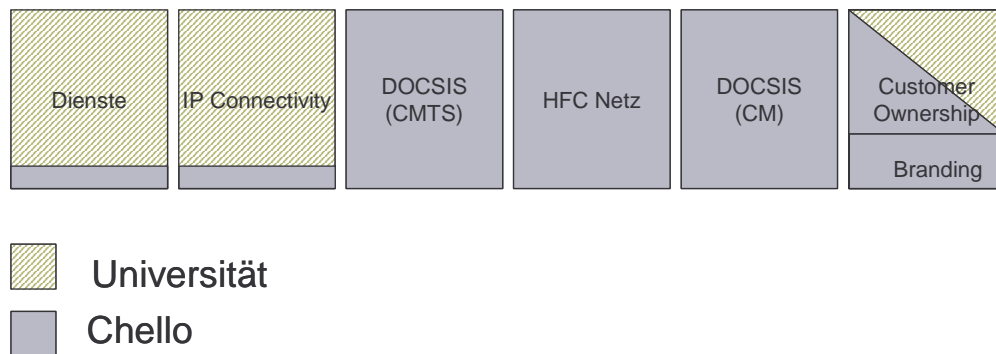 Dienste
IP Connectivity
DOCSIS
(CMTS)
HFC Netz
DOCSIS
(CM)
Customer
Ownership
Branding
Universität
Chello